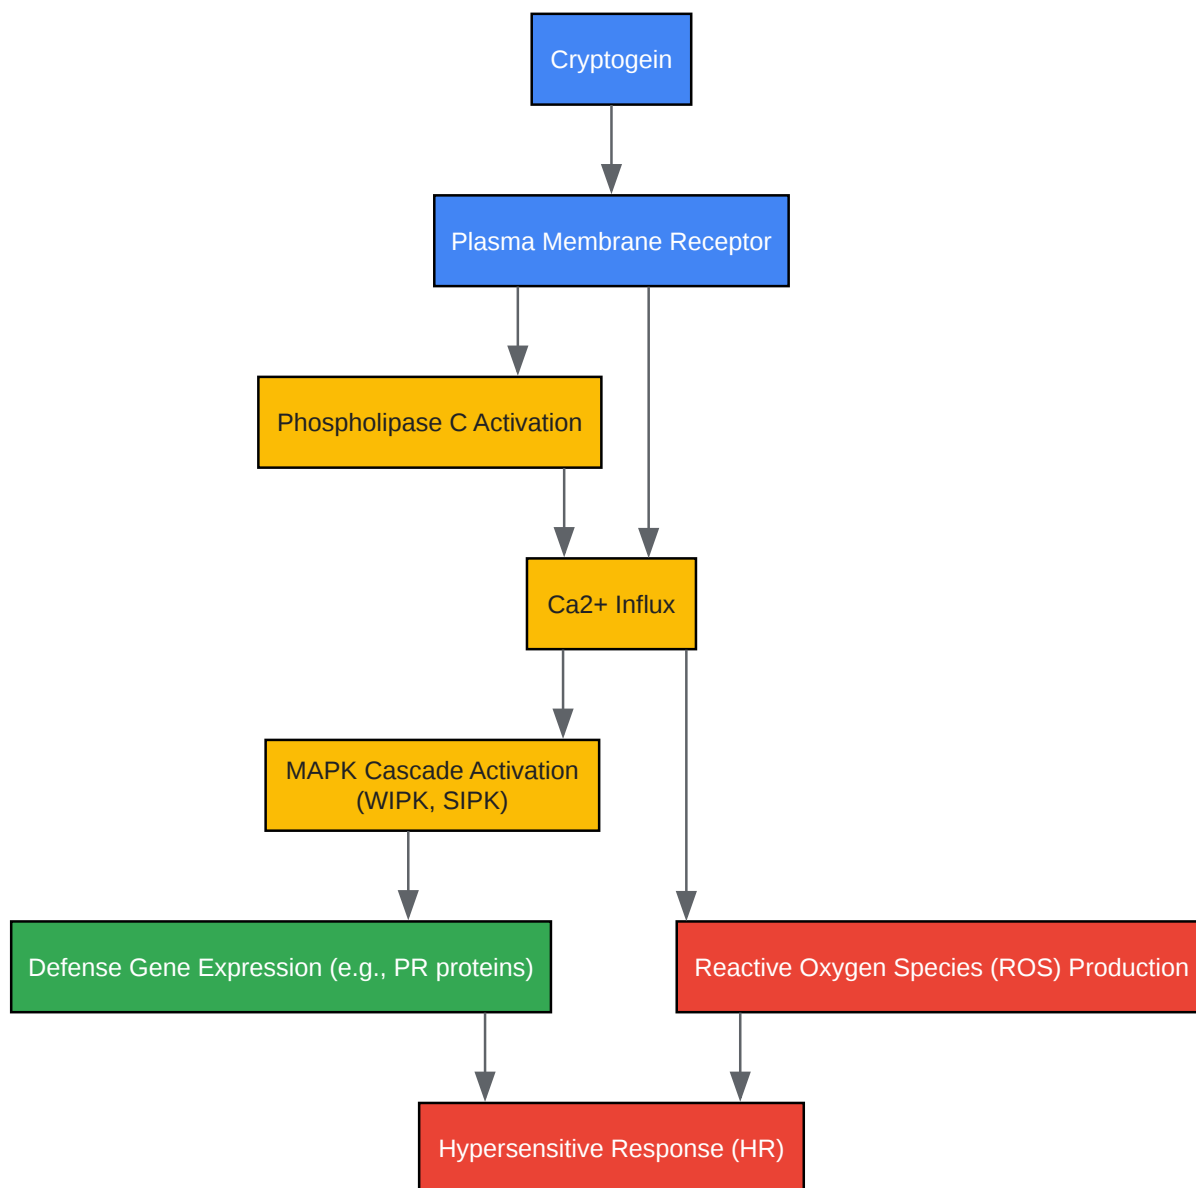 Cryptogein
Plasma Membrane Receptor
Phospholipase C Activation
Ca2+ Influx
MAPK Cascade Activation
(WIPK, SIPK)
Defense Gene Expression (e.g., PR proteins)
Reactive Oxygen Species (ROS) Production
Hypersensitive Response (HR)